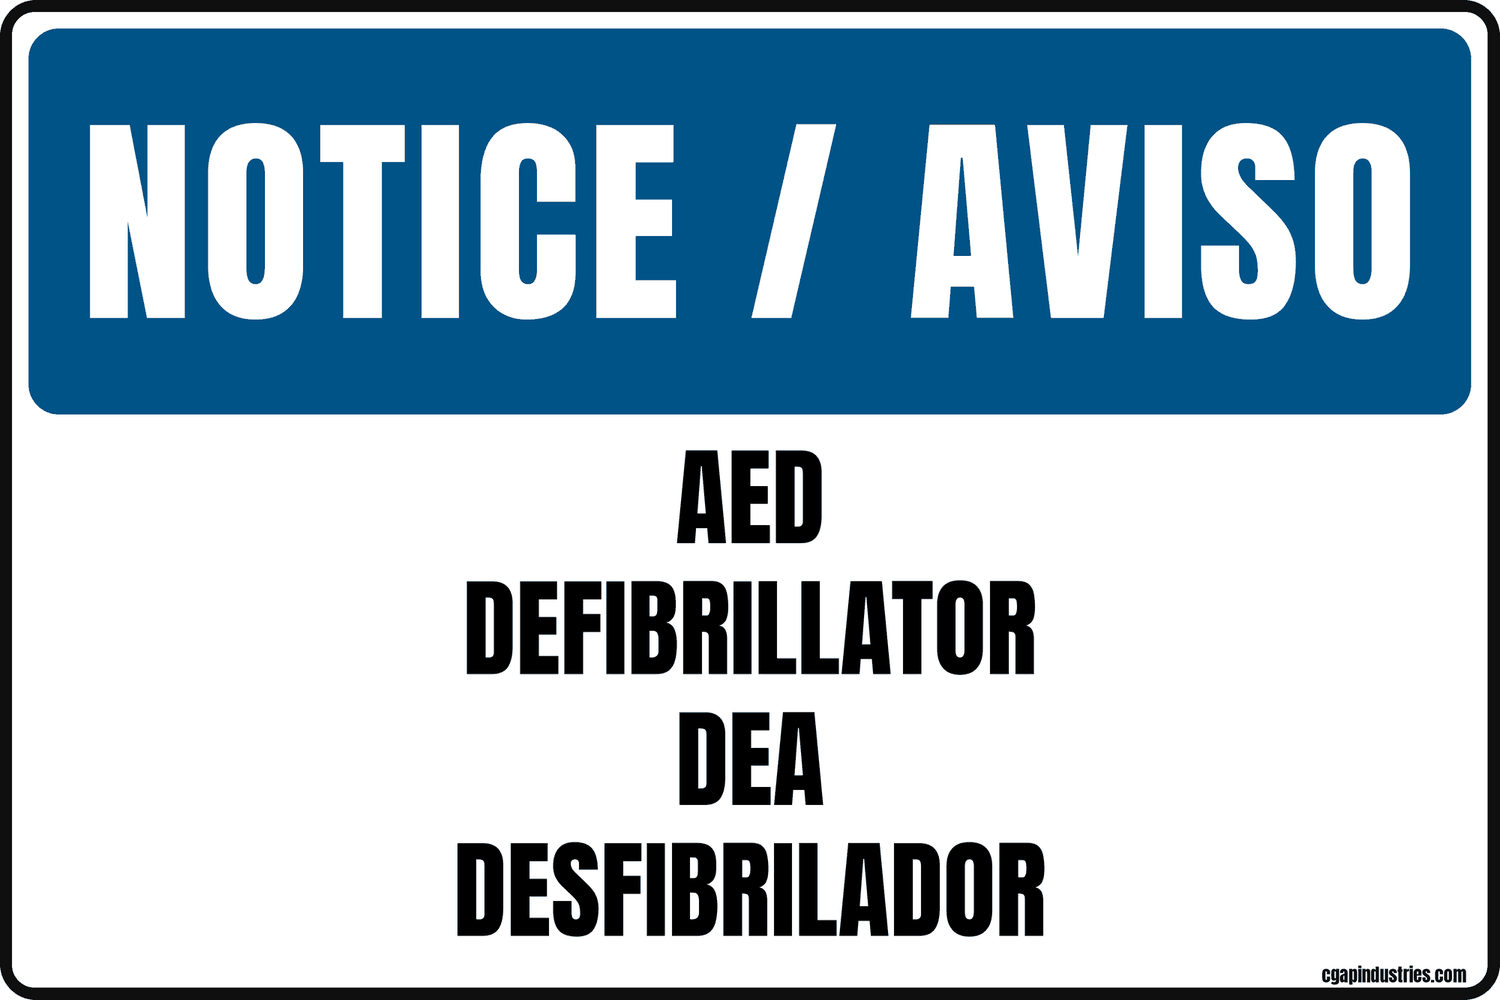 NOTICE / AVISO
AED
DEFIBRILLATOR
DEA
DESFIBRILADOR
cgapindustries.com